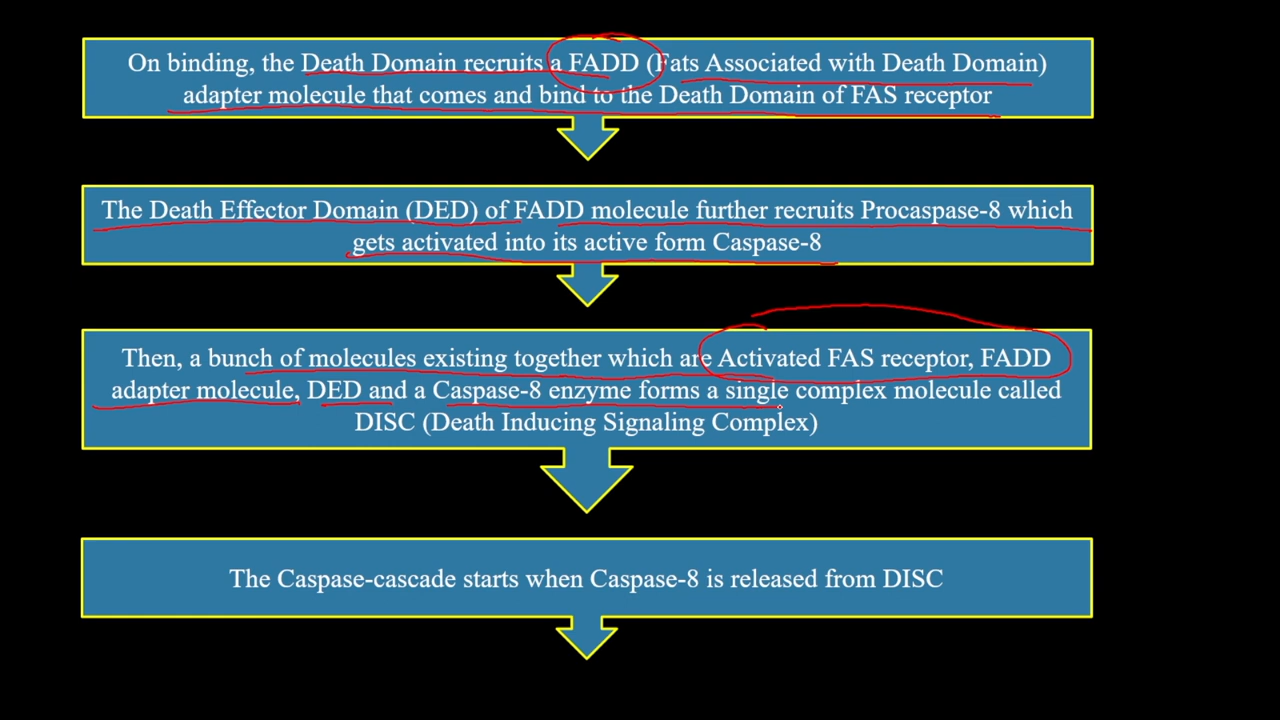 On binding, the Death Domain recruits a FADD (Fats Associated with Death Domain)
adapter molecule that comes and bind to the Death Domain of FAS receptor
The Death Effector Domain (DED) of FADD molecule further recruits Procaspase-8 which
gets activated into its active form Caspase-8
Then, a bunch of molecules existing together which are Activated FAS receptor, FADD
adapter molecule, DED and a Caspase-8 enzyme forms a single complex molecule called
DISC (Death Inducing Signaling Complex)
The Caspase-cascade starts when Caspase-8 is released from DISC